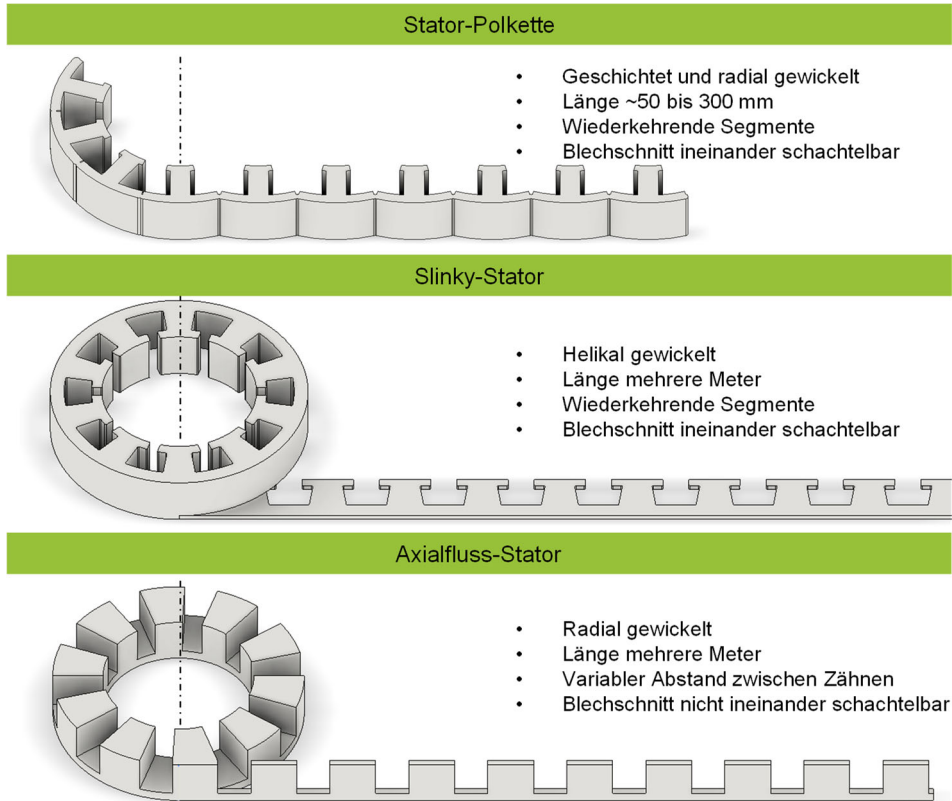 Stator-Polkette
• Geschichtet und radial gewickelt
• Länge ~50 bis 300 mm
• Wiederkehrende Segmente
• Blechschnitt ineinander schachtelbar
Slinky-Stator
• Helikal gewickelt
• Länge mehrere Meter
• Wiederkehrende Segmente
• Blechschnitt ineinander schachtelbar
Axialfluss-Stator
• Radial gewickelt
• Länge mehrere Meter
• Variabler Abstand zwischen Zähnen
• Blechschnitt nicht ineinander schachtelbar